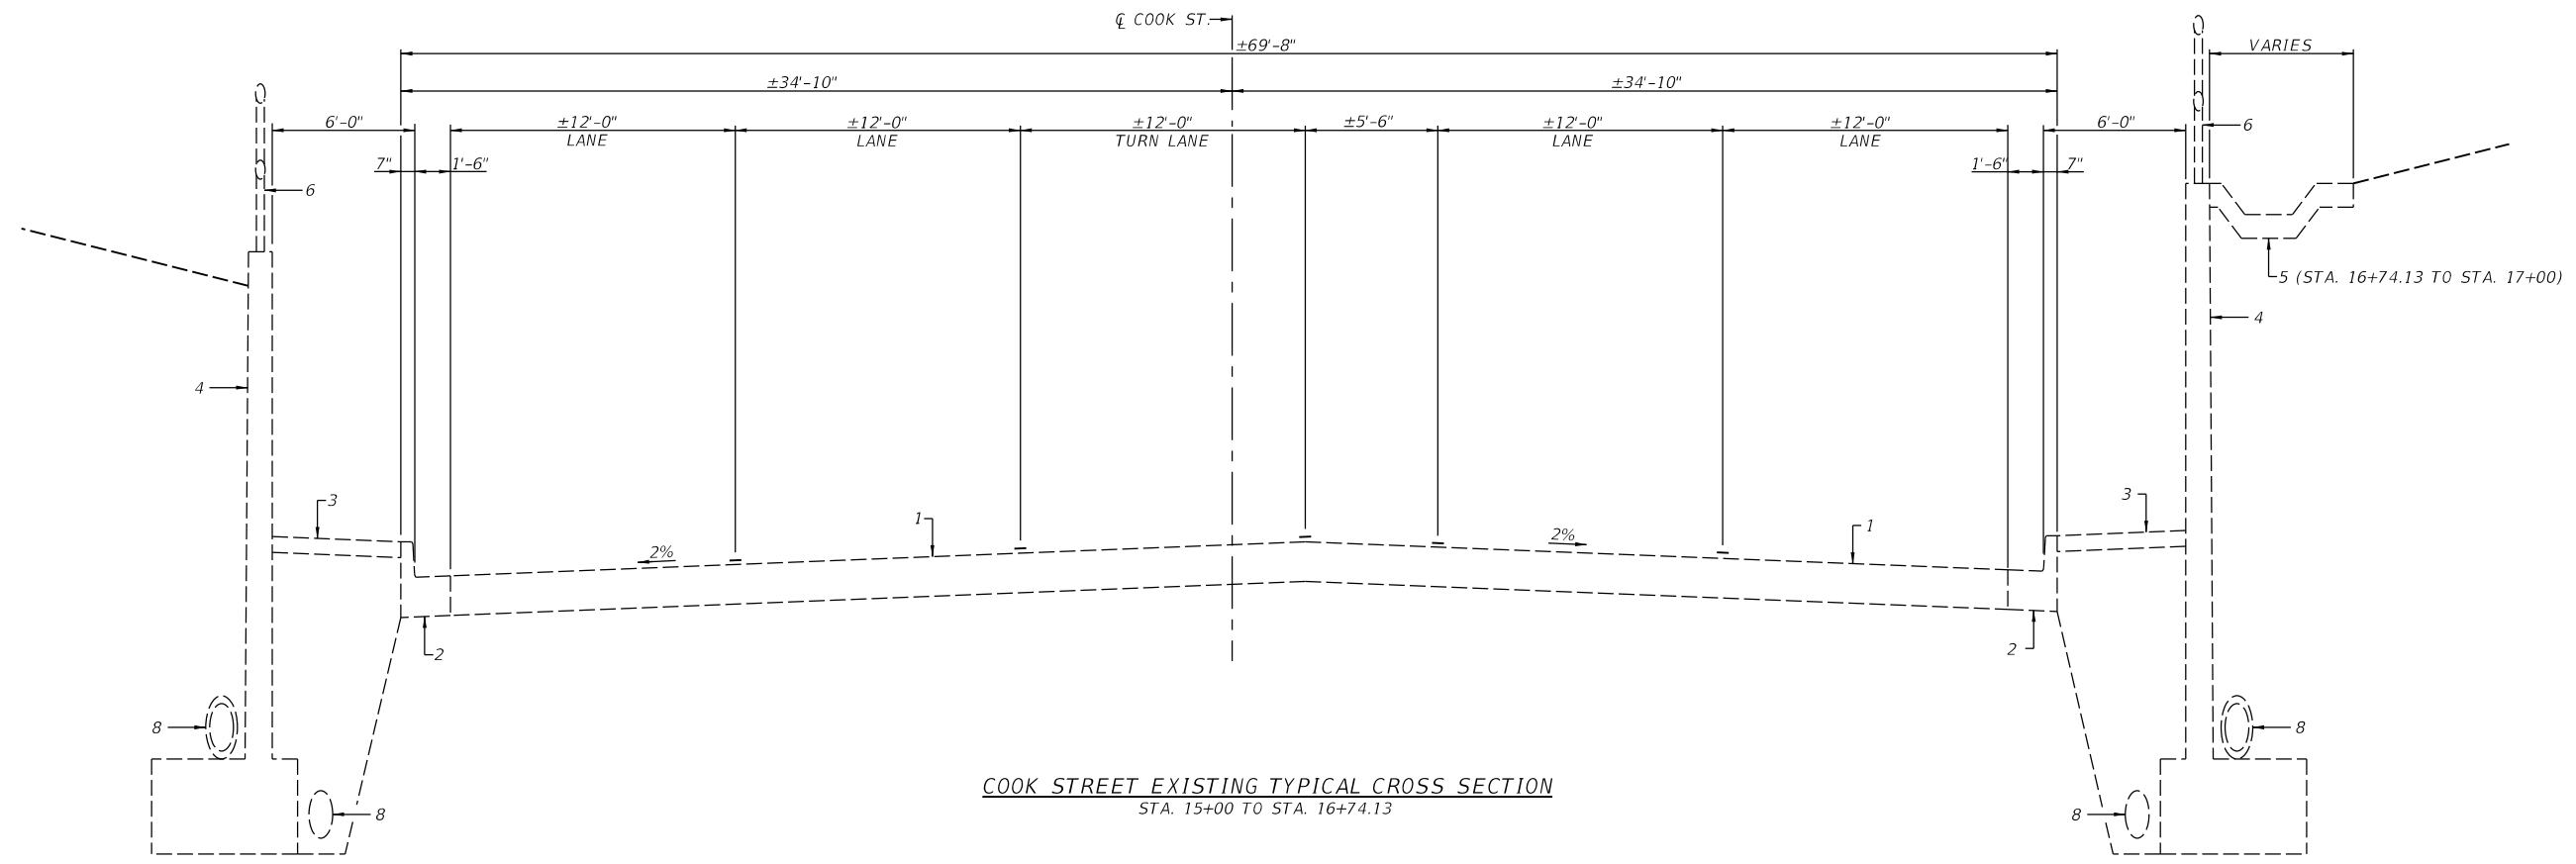 ℄ COOK ST.
±69'-8"
VARIES
±34'-10" ±34'-10"
6'-0" ±12'-0" ±12'-0" ±12'-0" ±5'-6" ±12'-0" ±12'-0" 6'-0" 6
LANE LANE TURN LANE LANE LANE
7" 1'-6" 1'-6" 7"
6
5 (STA. 16+74.13 TO STA. 17+00)
4
4
3 3
1 1
2% 2%
2 2
8 8
COOK STREET EXISTING TYPICAL CROSS SECTION
STA. 15+00 TO STA. 16+74.13
8 8